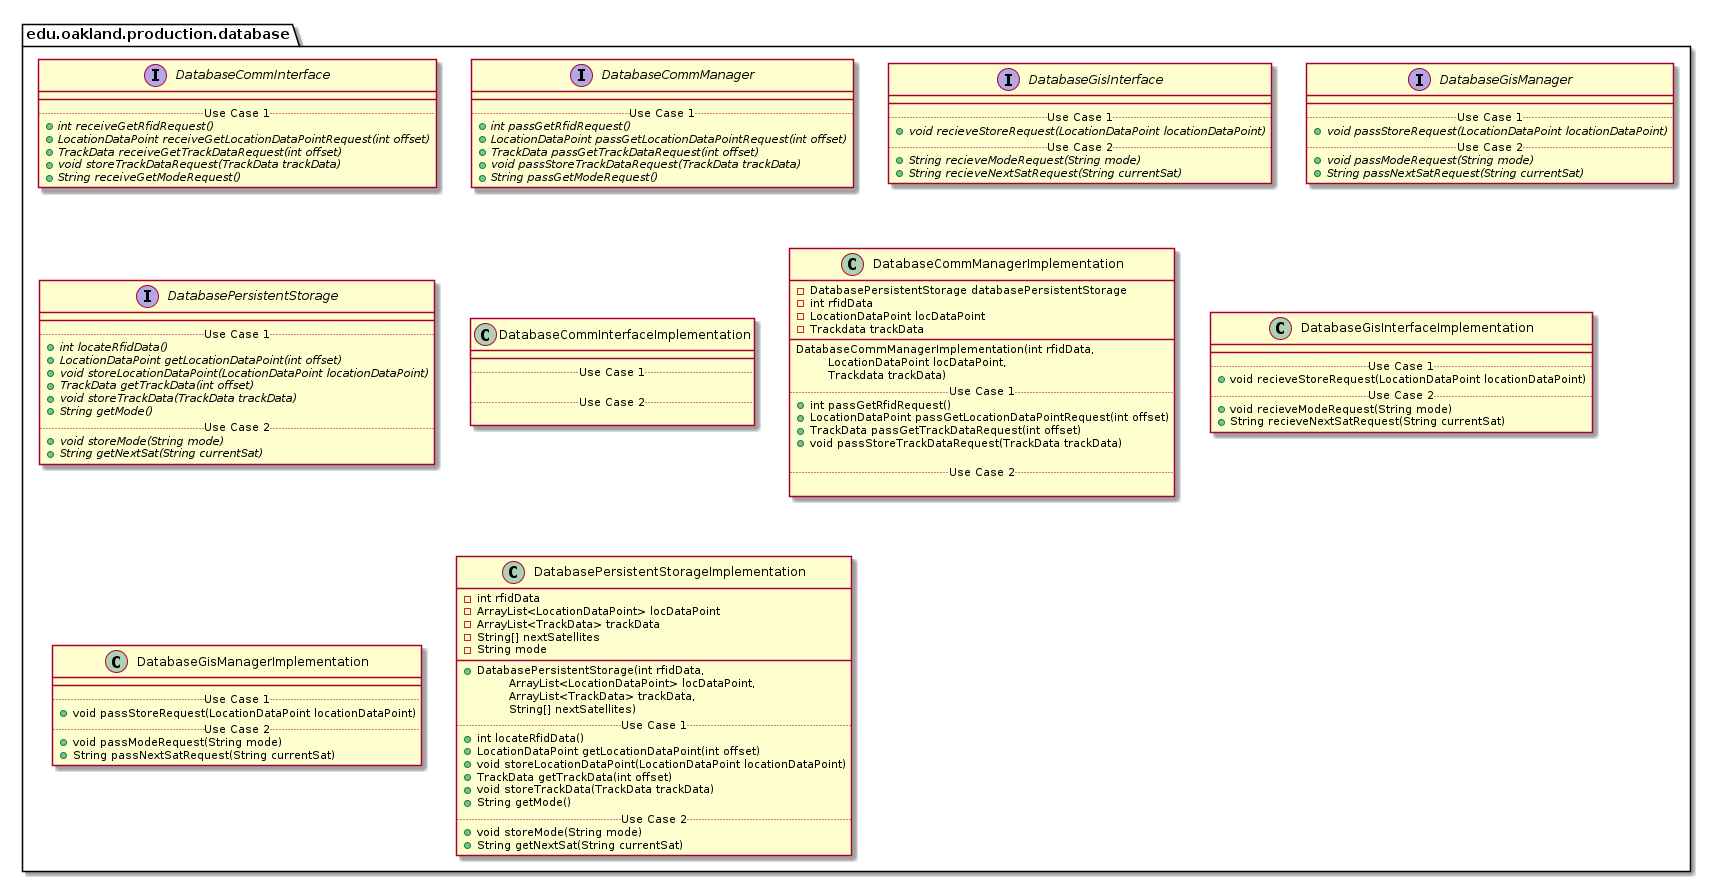 edu.oakland.production.database
I DatabaseCommInterface
Use Case 1
int receiveGetRfidRequest()
LocationDataPoint receiveGetLocationDataPointRequest(int offset)
TrackData receiveGetTrackDataRequest(int offset)
void storeTrackDataRequest(TrackData trackData)
String receiveGetModeRequest()
I DatabaseCommManager
Use Case 1
int passGetRfidRequest()
LocationDataPoint passGetLocationDataPointRequest(int offset)
TrackData passGetTrackDataRequest(int offset)
void passStoreTrackDataRequest(TrackData trackData)
String passGetModeRequest()
I DatabaseGisInterface
Use Case 1
void recieveStoreRequest(LocationDataPoint locationDataPoint)
Use Case 2
String recieveModeRequest(String mode)
String recieveNextSatRequest(String currentSat)
I DatabaseGisManager
Use Case 1
void passStoreRequest(LocationDataPoint locationDataPoint)
Use Case 2
void passModeRequest(String mode)
String passNextSatRequest(String currentSat)
I DatabasePersistentStorage
Use Case 1
int locateRfidData()
LocationDataPoint getLocationDataPoint(int offset)
void storeLocationDataPoint(LocationDataPoint locationDataPoint)
TrackData getTrackData(int offset)
void storeTrackData(TrackData trackData)
String getMode()
Use Case 2
void storeMode(String mode)
String getNextSat(String currentSat)
C DatabaseCommInterfaceImplementation
Use Case 1
Use Case 2
C DatabaseCommManagerImplementation
DatabasePersistentStorage databasePersistentStorage
int rfidData
LocationDataPoint locDataPoint
Trackdata trackData
DatabaseCommManagerImplementation(int rfidData,
LocationDataPoint locDataPoint,
Trackdata trackData)
Use Case 1
int passGetRfidRequest()
LocationDataPoint passGetLocationDataPointRequest(int offset)
TrackData passGetTrackDataRequest(int offset)
void passStoreTrackDataRequest(TrackData trackData)
Use Case 2
C DatabaseGisInterfaceImplementation
Use Case 1
void recieveStoreRequest(LocationDataPoint locationDataPoint)
Use Case 2
void recieveModeRequest(String mode)
String recieveNextSatRequest(String currentSat)
C DatabaseGisManagerImplementation
Use Case 1
void passStoreRequest(LocationDataPoint locationDataPoint)
Use Case 2
void passModeRequest(String mode)
String passNextSatRequest(String currentSat)
C DatabasePersistentStorageImplementation
int rfidData
ArrayList<LocationDataPoint> locDataPoint
ArrayList<TrackData> trackData
String[] nextSatellites
String mode
DatabasePersistentStorage(int rfidData,
ArrayList<LocationDataPoint> locDataPoint,
ArrayList<TrackData> trackData,
String[] nextSatellites)
Use Case 1
int locateRfidData()
LocationDataPoint getLocationDataPoint(int offset)
void storeLocationDataPoint(LocationDataPoint locationDataPoint)
TrackData getTrackData(int offset)
void storeTrackData(TrackData trackData)
String getMode()
Use Case 2
void storeMode(String mode)
String getNextSat(String currentSat)